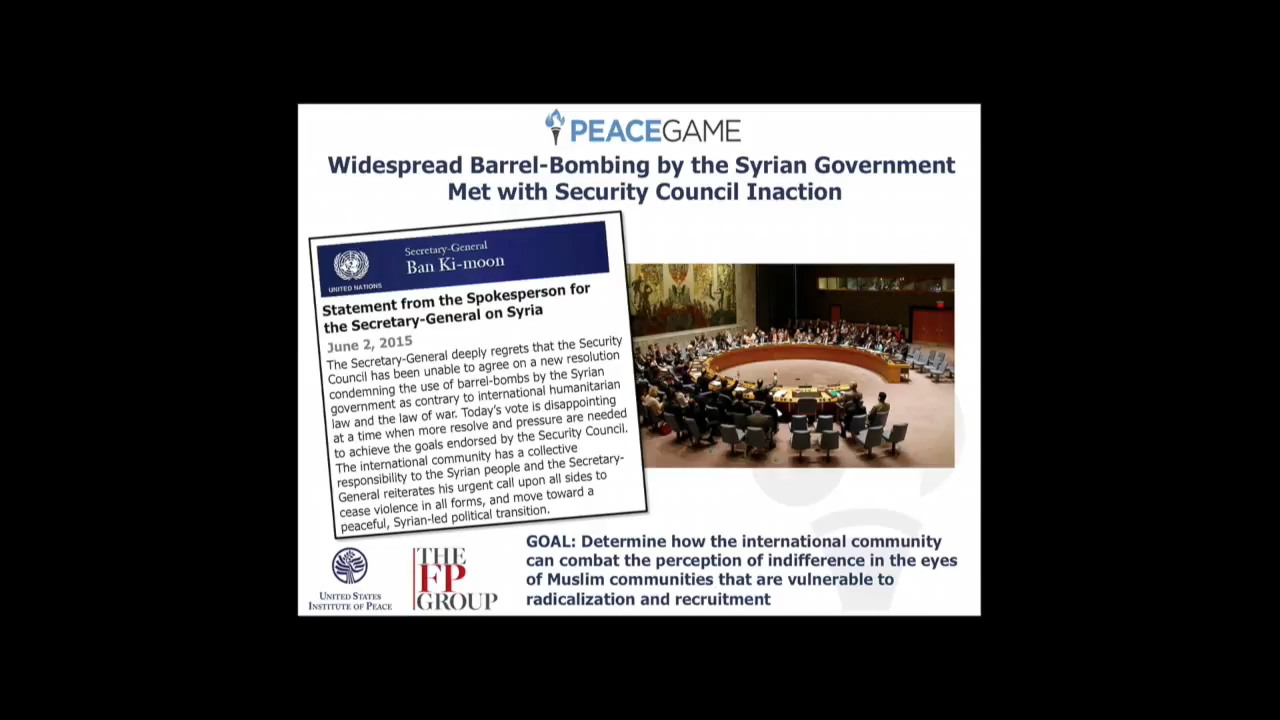 PEACEGAME
Widespread Barrel-Bombing by the Syrian Government
Met with Security Council Inaction
Secretary-General
Ban Ki-moon
UNITED NATIONS
Statement from the Spokesperson for
the Secretary-General on Syria
June 2, 2015
The Secretary-General deeply regrets that the Security
Council has been unable to agree on a new resolution
condemning the use of barrel-bombs by the Syrian
government as contrary to international humanitarian
law and the law of war. Today's vote is disappointing
at a time when more resolve and pressure are needed
to achieve the goals endorsed by the Security Council.
The international community has a collective
responsibility to the Syrian people and the Secretary-
General reiterates his urgent call upon all sides to
cease violence in all forms, and move toward a
peaceful, Syrian-led political transition.
UNITED STATES
INSTITUTE OF PEACE
THE
FP
GROUP
GOAL: Determine how the international community
can combat the perception of indifference in the eyes
of Muslim communities that are vulnerable to
radicalization and recruitment